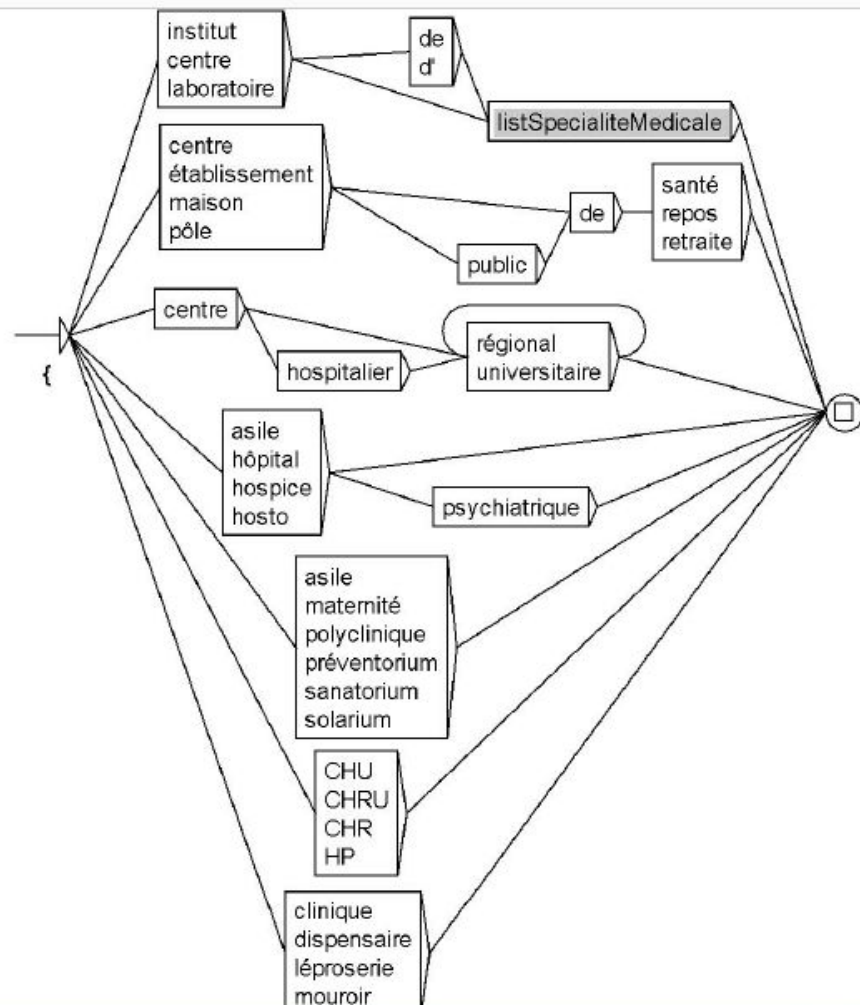 institut
centre
laboratoire
de
d'
listSpecialiteMedicale
centre
établissement
maison
pôle
public
de
santé
repos
retraite
centre
hospitalier
régional
universitaire
{
asile
hôpital
hospice
hosto
psychiatrique
asile
maternité
polyclinique
préventorium
sanatorium
solarium
CHU
CHRU
CHR
HP
clinique
dispensaire
léproserie
mouroir